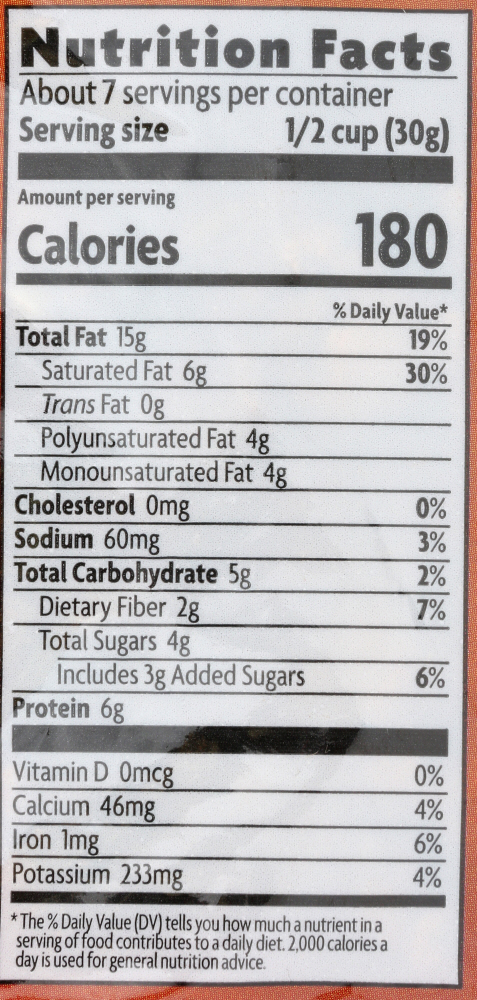 Nutrition Facts
About 7 servings per container
Serving size 1/2 cup (30g)
Amount per serving
Calories 180
% Daily Value*
Total Fat 15g 19%
Saturated Fat 6g 30%
Trans Fat 0g
Polyunsaturated Fat 4g
Monounsaturated Fat 4g
Cholesterol 0mg 0%
Sodium 60mg 3%
Total Carbohydrate 5g 2%
Dietary Fiber 2g 7%
Total Sugars 4g
Includes 3g Added Sugars 6%
Protein 6g
Vitamin D 0mcg 0%
Calcium 46mg 4%
Iron 1mg 6%
Potassium 233mg 4%
* The % Daily Value (DV) tells you how much a nutrient in a
serving of food contributes to a daily diet. 2,000 calories a
day is used for general nutrition advice.